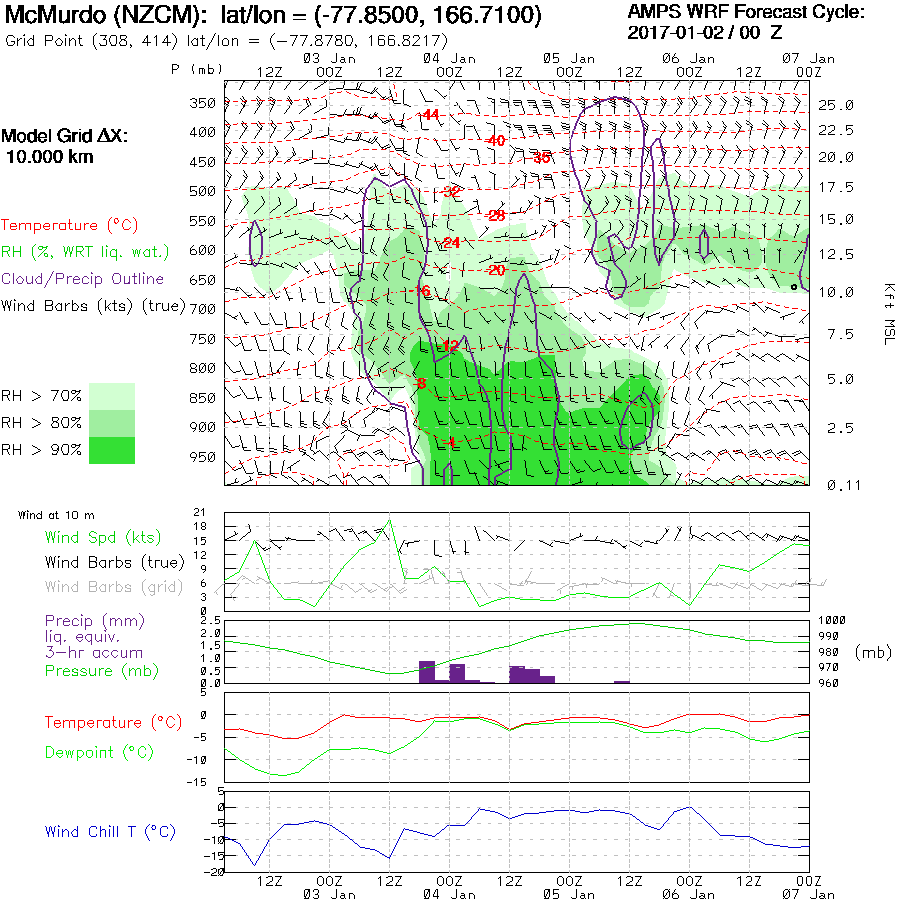 McMurdo (NZCM): lat/lon = (-77.8500, 166.7100)
AMPS WRF Forecast Cycle:
2017-01-02 / 00 Z
Grid Point (308, 414) lat/lon = (-77.8780, 166.8217)
03 Jan 04 Jan 05 Jan 06 Jan 07 Jan
P (mb) 12Z 00Z 12Z 00Z 12Z 00Z 12Z 00Z 12Z 00Z
Model Grid ΔX:
10.000 km
350 25.0
44
400 22.5
40
450 20.0
35
500 17.5
32
28
550 15.0
24
600 12.5
20
650
16
10.0
700
750 7.5
12
800 5.0
8
850
900 2.5
4
950
0.11
Kft MSL
Temperature (°C)
RH (%, WRT liq. wat.)
Cloud/Precip Outline
Wind Barbs (kts) (true)
RH > 70%
RH > 80%
RH > 90%
Wind at 10 m
Wind Spd (kts)
Wind Barbs (true)
Wind Barbs (grid)
21
18
15
12
9
6
3
0
Precip (mm)
liq. equiv.
3-hr accum
Pressure (mb)
2.5
2.0
1.5
1.0
0.5
0.0
1000
990
980
970
960
(mb)
Temperature (°C)
Dewpoint (°C)
5
0
-5
-10
-15
Wind Chill T (°C)
5
0
-5
-10
-15
-20
12Z 00Z 12Z 00Z 12Z 00Z 12Z 00Z 12Z 00Z
03 Jan 04 Jan 05 Jan 06 Jan 07 Jan